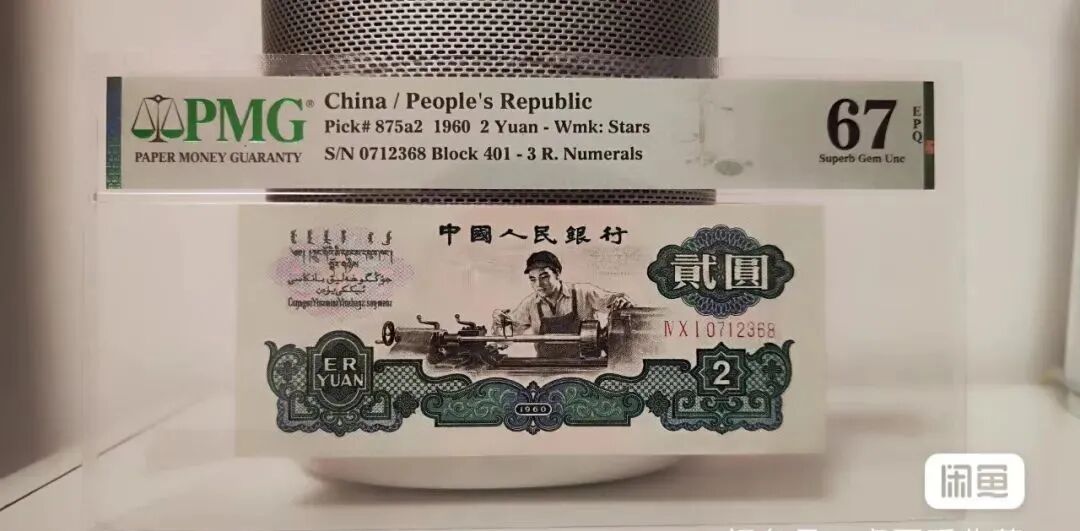 PMG®
PAPER MONEY GUARANTY
China / People's Republic
Pick# 875a2 1960 2 Yuan - Wmk: Stars
S/N 0712368 Block 401 - 3 R. Numerals
67
EPQ
Superb Gem Unc
中國人民銀行
貳圓
ⅣⅩⅠ0712368
ER
YUAN
1960
2
闲鱼